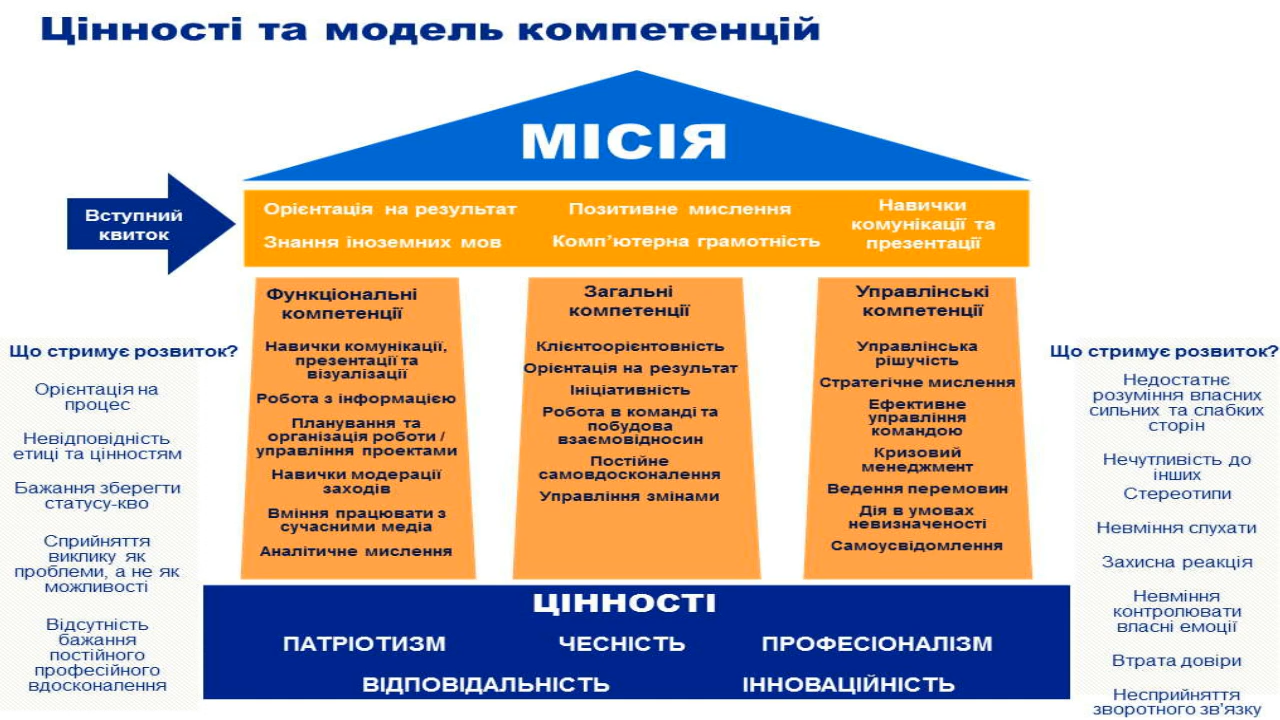 Цінності та модель компетенцій
МІСІЯ
Вступний
квиток
Орієнтація на результат
Знання іноземних мов
Позитивне мислення
Комп’ютерна грамотність
Навички
комунікації та
презентації
Функціональні
компетенції
Навички комунікації,
презентації та
візуалізації
Робота з інформацією
Планування та
організація роботи /
управління проектами
Навички модерації
заходів
Вміння працювати з
сучасними медіа
Аналітичне мислення
Загальні
компетенції
Клієнтоорієнтовність
Орієнтація на результат
Ініціативність
Робота в команді та
побудова
взаємовідносин
Постійне
самовдосконалення
Управління змінами
Управлінські
компетенції
Управлінська
рішучість
Стратегічне мислення
Ефективне
управління
командою
Кризовий
менеджмент
Ведення перемовин
Дія в умовах
невизначеності
Самоусвідомлення
Що стримує розвиток?
Орієнтація на
процес
Невідповідність
етиці та цінностям
Бажання зберегти
статусу-кво
Сприйняття
виклику як
проблеми, а не як
можливості
Відсутність
бажання
постійного
професійного
вдосконалення
Що стримує розвиток?
Недостатнє
розуміння власних
сильних та слабких
сторін
Нечутливість до
інших
Стереотипи
Невміння слухати
Захисна реакція
Невміння
контролювати
власні емоції
Втрата довіри
Несприйняття
зворотного зв'язку
ЦІННОСТІ
ПАТРІОТИЗМ ЧЕСНІСТЬ ПРОФЕСІОНАЛІЗМ
ВІДПОВІДАЛЬНІСТЬ ІННОВАЦІЙНІСТЬ